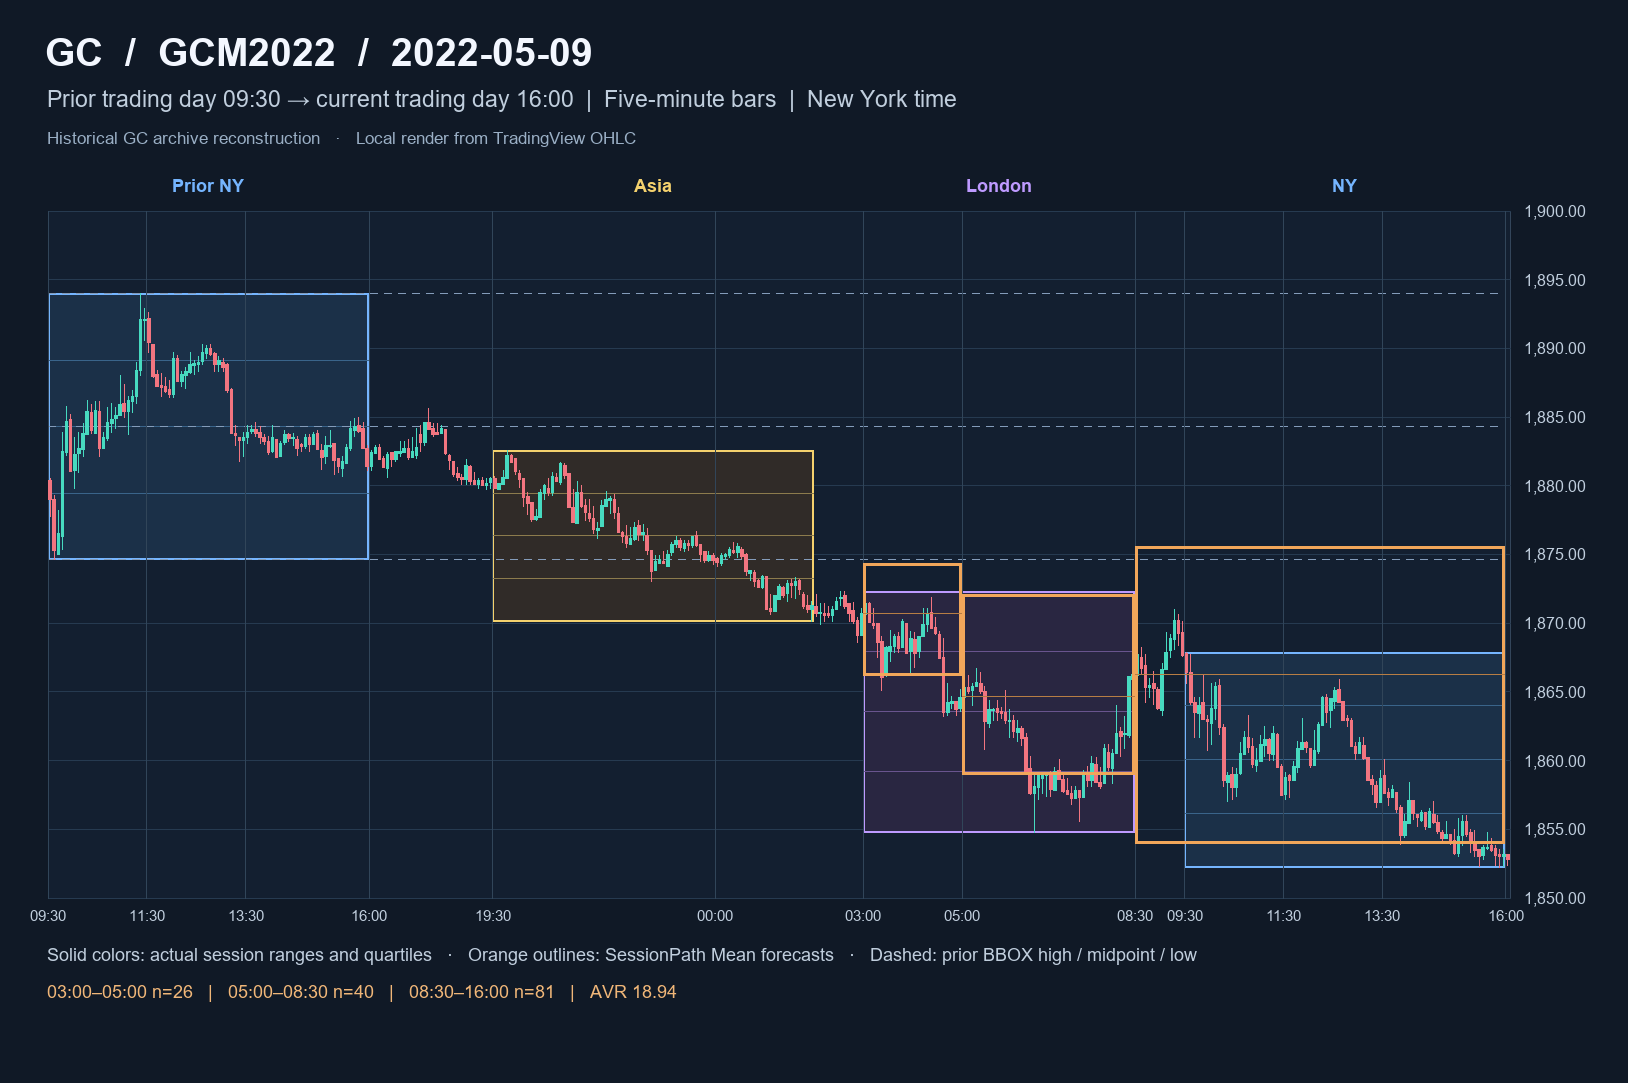 GC / GCM2022 / 2022-05-09
Prior trading day 09:30 → current trading day 16:00 | Five-minute bars | New York time
Historical GC archive reconstruction · Local render from TradingView OHLC
Prior NY Asia London NY
1,900.00
1,895.00
1,890.00
1,885.00
1,880.00
1,875.00
1,870.00
1,865.00
1,860.00
1,855.00
1,850.00
09:30 11:30 13:30 16:00 19:30 00:00 03:00 05:00 08:30 09:30 11:30 13:30 16:00
Solid colors: actual session ranges and quartiles · Orange outlines: SessionPath Mean forecasts · Dashed: prior BBOX high / midpoint / low
03:00–05:00 n=26 | 05:00–08:30 n=40 | 08:30–16:00 n=81 | AVR 18.94